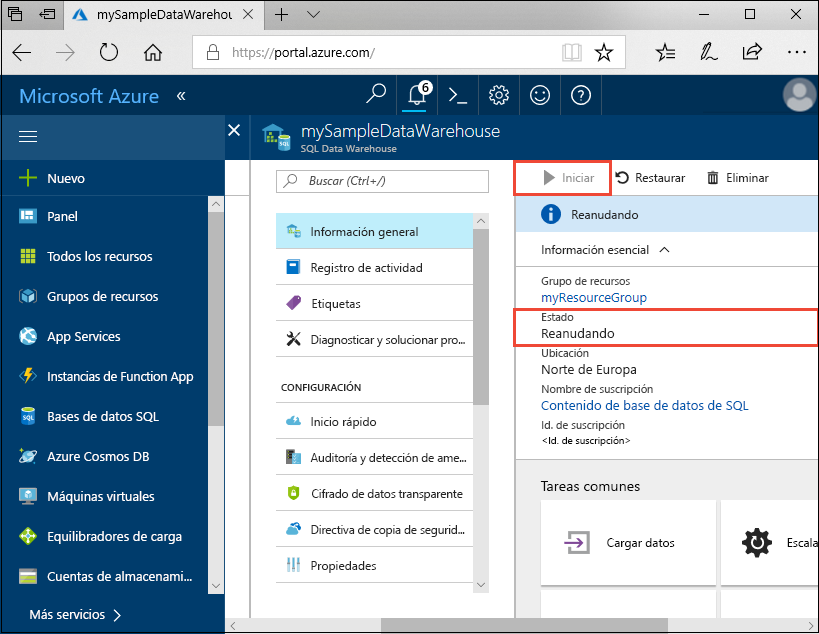 mySampleDataWarehou
https://portal.azure.com/
Microsoft Azure «
6
mySampleDataWarehouse
SQL Data Warehouse
Nuevo
Panel
Todos los recursos
Grupos de recursos
App Services
Instancias de Function App
Bases de datos SQL
Azure Cosmos DB
Máquinas virtuales
Equilibradores de carga
Cuentas de almacenami...
Más servicios
Buscar (Ctrl+/)
Información general
Registro de actividad
Etiquetas
Diagnosticar y solucionar pro...
CONFIGURACIÓN
Inicio rápido
Auditoría y detección de ame...
Cifrado de datos transparente
Directiva de copia de segurid...
Propiedades
Iniciar
Restaurar
Eliminar
Reanudando
Información esencial
Grupo de recursos
myResourceGroup
Estado
Reanudando
Ubicación
Norte de Europa
Nombre de suscripción
Contenido de base de datos de SQL
Id. de suscripción
<Id. de suscripción>
Tareas comunes
Cargar datos
Escala